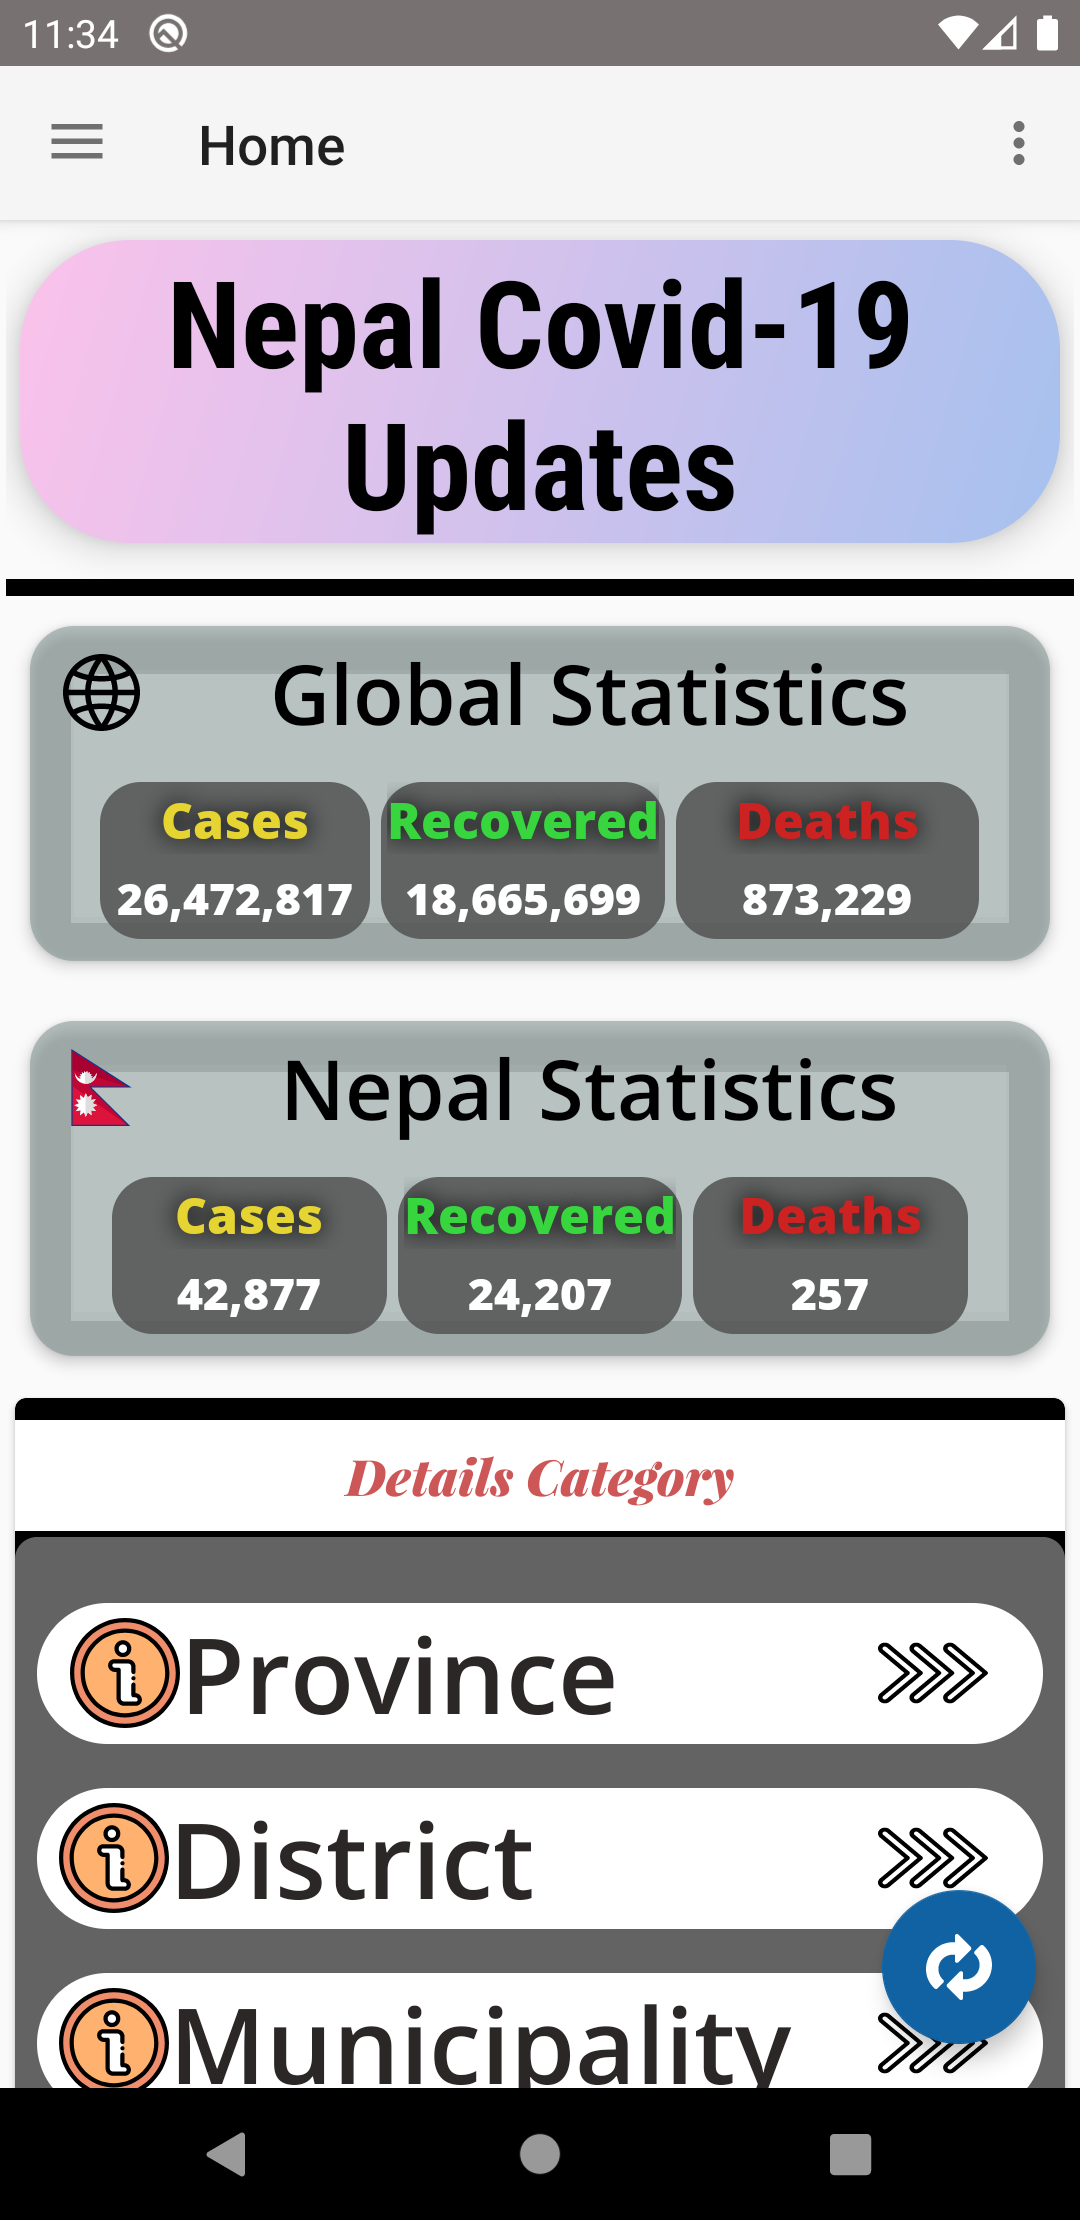 11:34
Home
Nepal Covid-19
Updates
Global Statistics
Cases Recovered Deaths
26,472,817 18,665,699 873,229
Nepal Statistics
Cases Recovered Deaths
42,877 24,207 257
Details Category
Province
District
Municipality